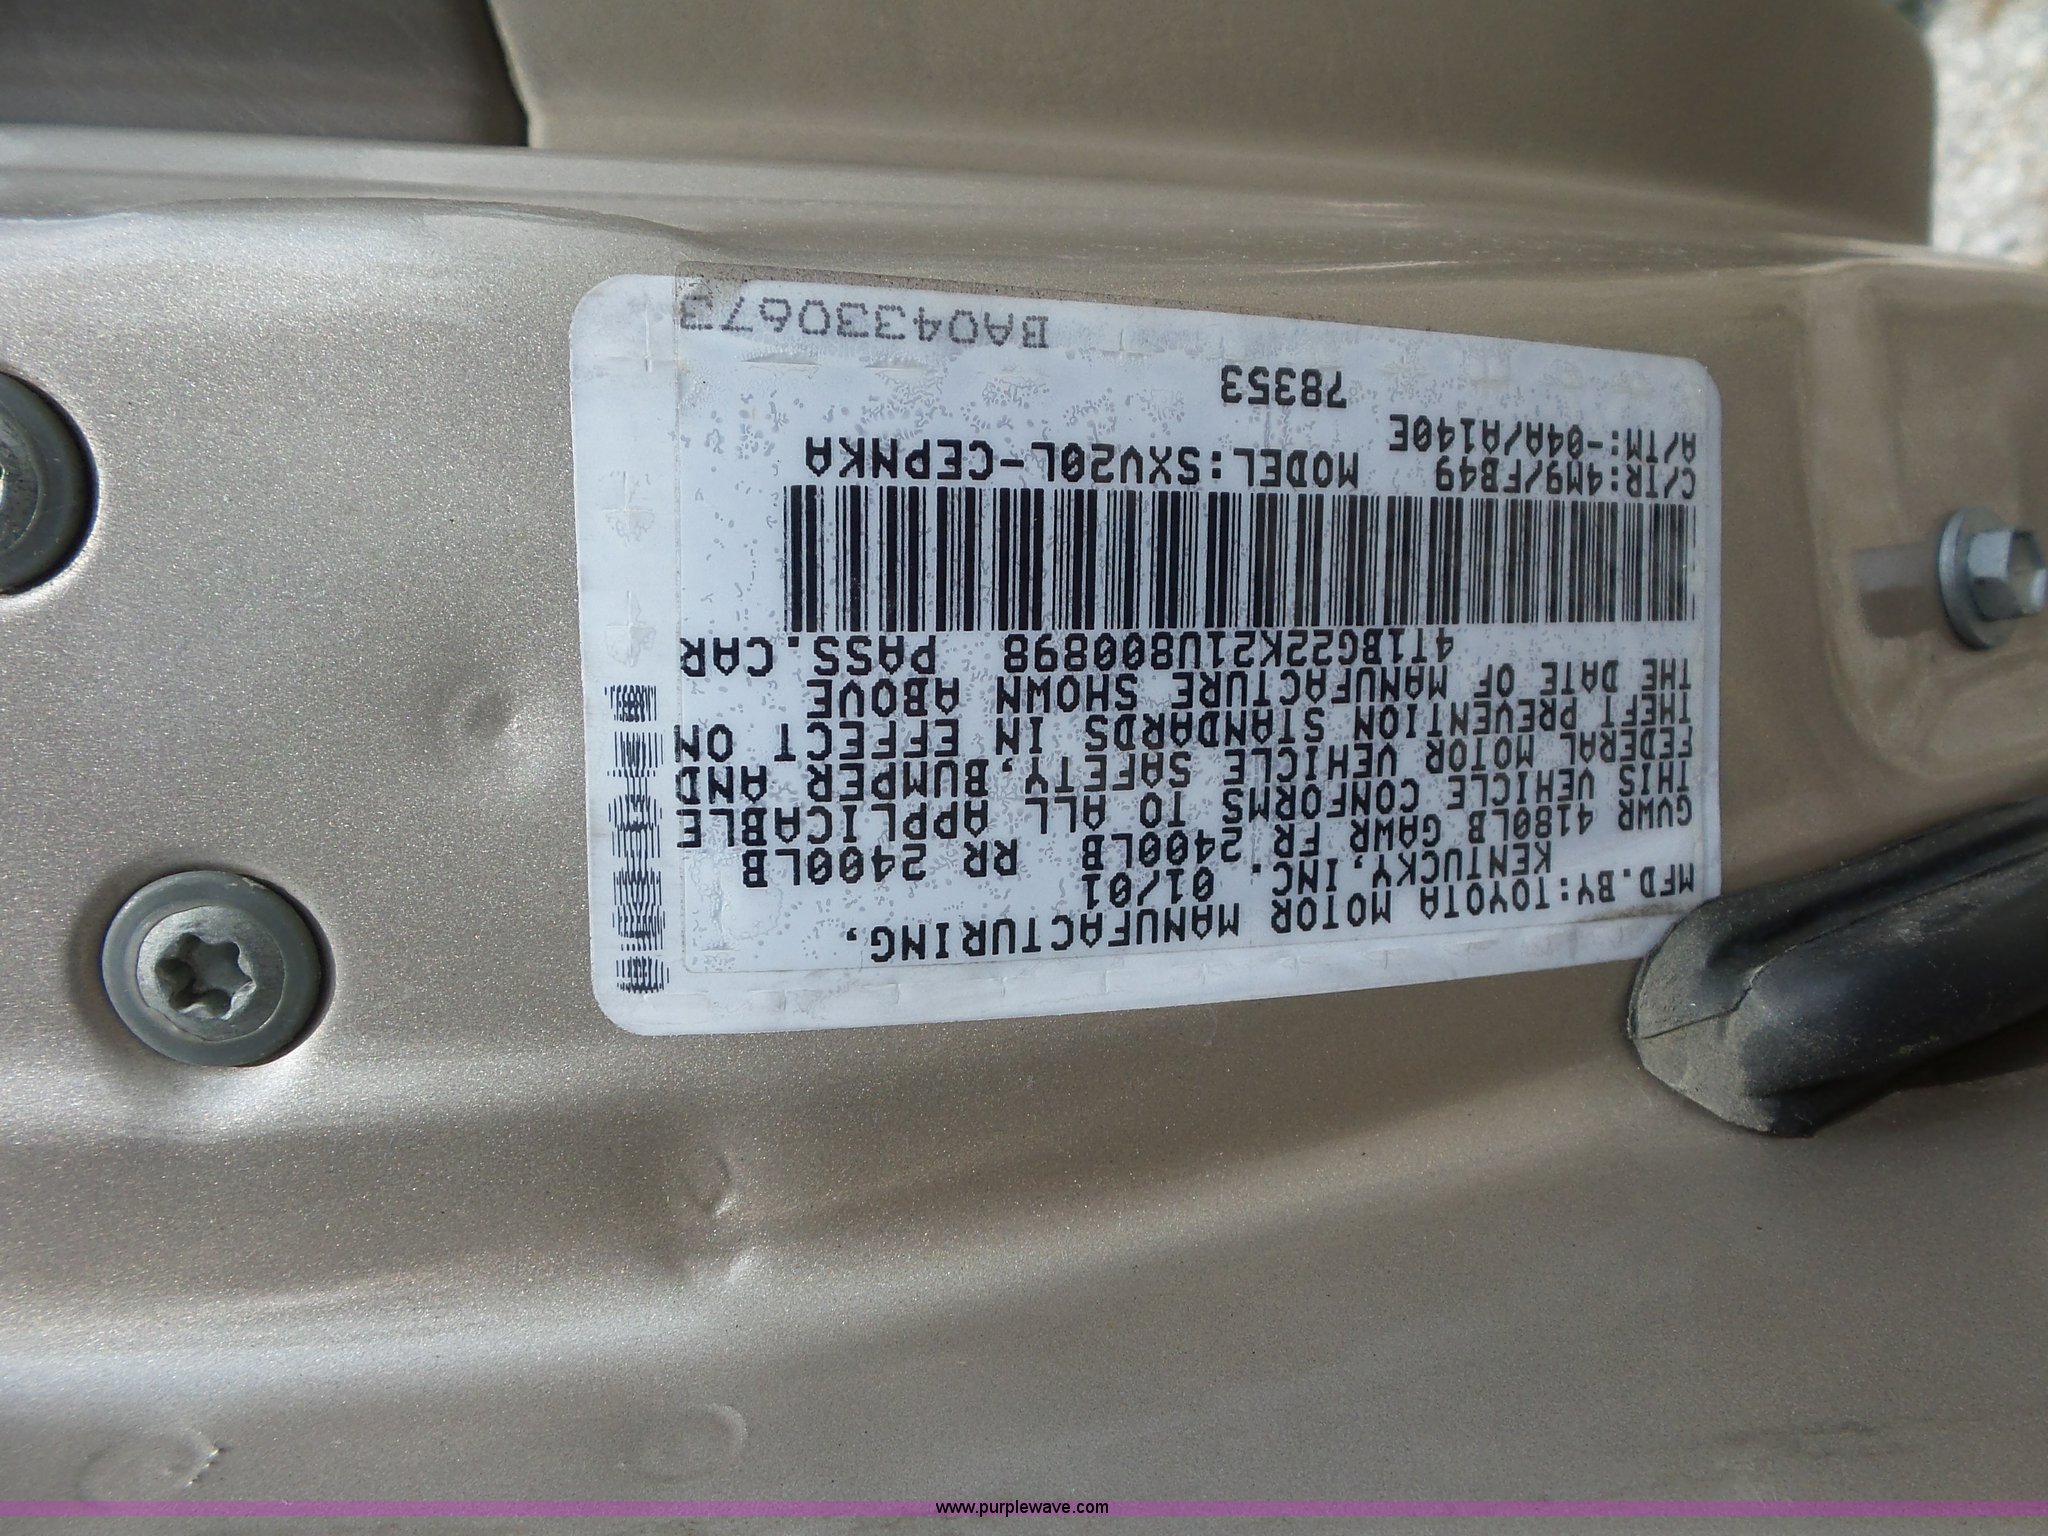 MFD.BY:TOYOTA MOTOR MANUFACTURING,
KENTUCKY,INC. 01/01
GVWR 4180LB GAWR FR 2400LB RR 2400LB
THIS VEHICLE CONFORMS TO ALL APPLICABLE
FEDERAL MOTOR VEHICLE SAFETY,BUMPER AND
THEFT PREVENTION STANDARDS IN EFFECT ON
THE DATE OF MANUFACTURE SHOWN ABOVE
4T1BG22K21U800898 PASS.CAR
C/TR:4M9/FB49 MODEL:SXV20L-CEPNKA
A/TM:-04A/A140E
78353
BA04330673
www.purplewave.com